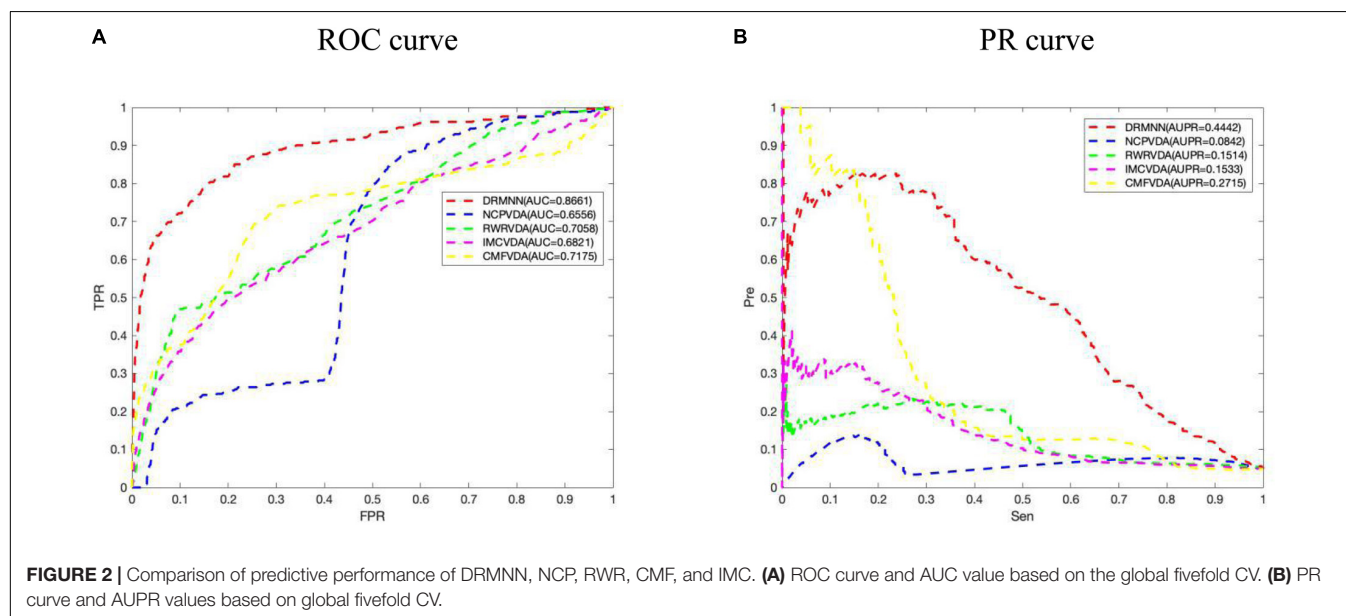 A
ROC curve
1
0.9
0.8
0.7
0.6
0.5
0.4
0.3
0.2
0.1
0
TPR
0
0.1
0.2
0.3
0.4
0.5
0.6
0.7
0.8
0.9
1
FPR
DRMNN(AUC=0.8661)
NCPVDA(AUC=0.6556)
RWRVDA(AUC=0.7058)
IMCVDA(AUC=0.6821)
CMFVDA(AUC=0.7175)
B
PR curve
1
0.9
0.8
0.7
0.6
0.5
0.4
0.3
0.2
0.1
0
Pre
0
0.1
0.2
0.3
0.4
0.5
0.6
0.7
0.8
0.9
1
Sen
DRMNN(AUPR=0.4442)
NCPVDA(AUPR=0.0842)
RWRVDA(AUPR=0.1514)
IMCVDA(AUPR=0.1533)
CMFVDA(AUPR=0.2715)
FIGURE 2 | Comparison of predictive performance of DRMNN, NCP, RWR, CMF, and IMC. (A) ROC curve and AUC value based on the global fivefold CV. (B) PR
curve and AUPR values based on global fivefold CV.